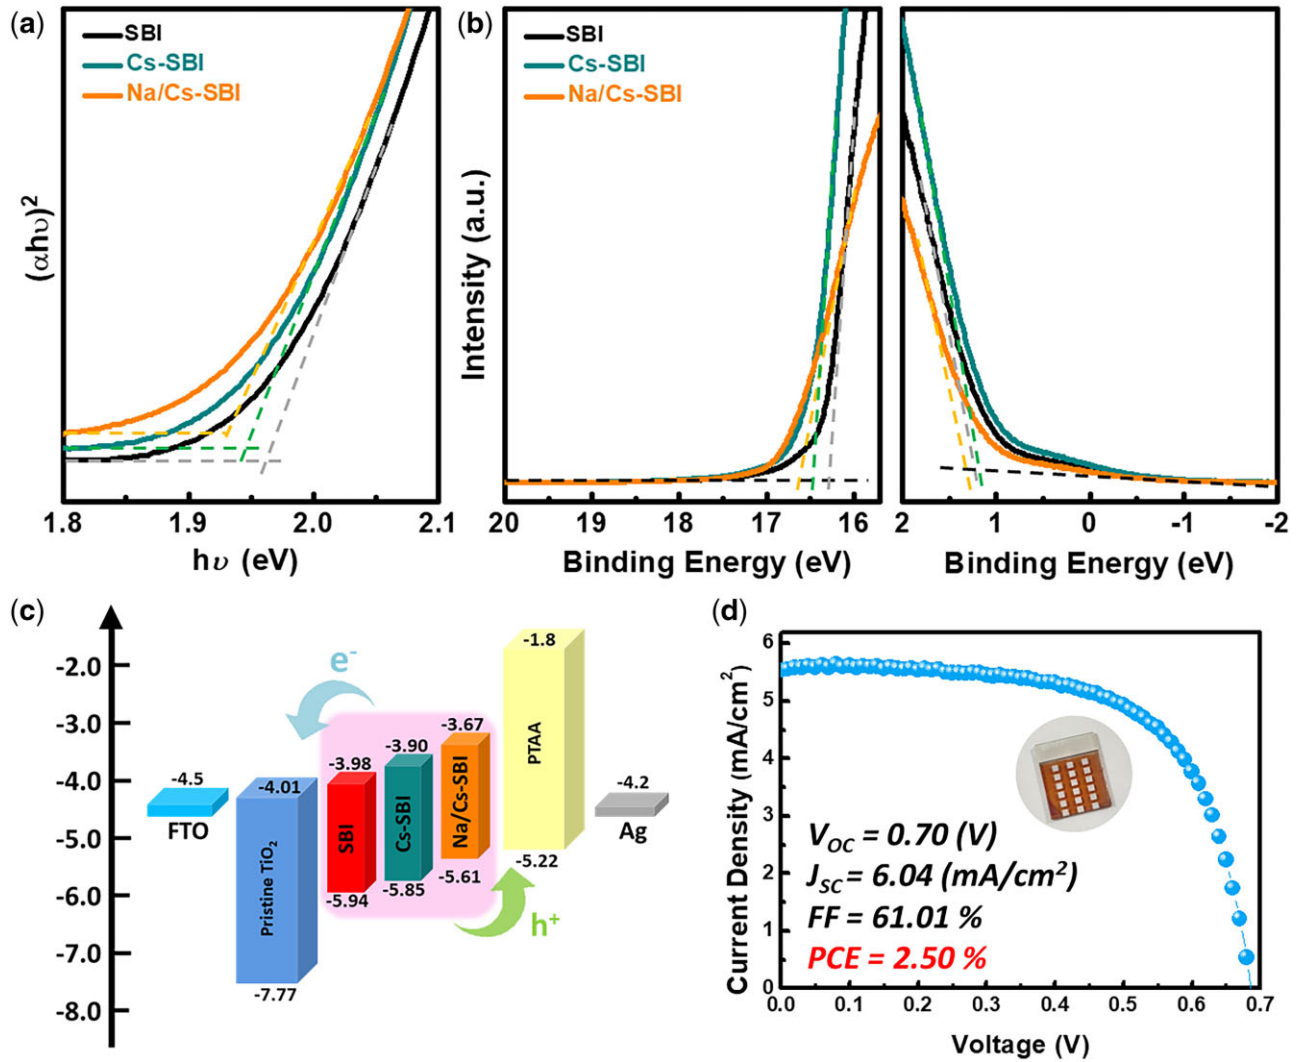 (a)
SBI
Cs-SBI
Na/Cs-SBI
(αhυ)²
1.8 1.9 2.0 2.1
hυ (eV)
(b)
SBI
Cs-SBI
Na/Cs-SBI
Intensity (a.u.)
20 19 18 17 16
Binding Energy (eV)
2 1 0 -1 -2
Binding Energy (eV)
(c)
-2.0
-3.0
-4.0
-5.0
-6.0
-7.0
-8.0
-4.5
FTO
-4.01
Pristine TiO₂
-7.77
e⁻
-3.98
SBI
-5.94
-3.90
Cs-SBI
-5.85
-3.67
Na/Cs-SBI
-5.61
h⁺
-1.8
PTAA
-5.22
-4.2
Ag
(d)
Current Density (mA/cm²)
6
5
4
3
2
1
0
V_OC = 0.70 (V)
J_SC = 6.04 (mA/cm²)
FF = 61.01 %
PCE = 2.50 %
0.0 0.1 0.2 0.3 0.4 0.5 0.6 0.7
Voltage (V)